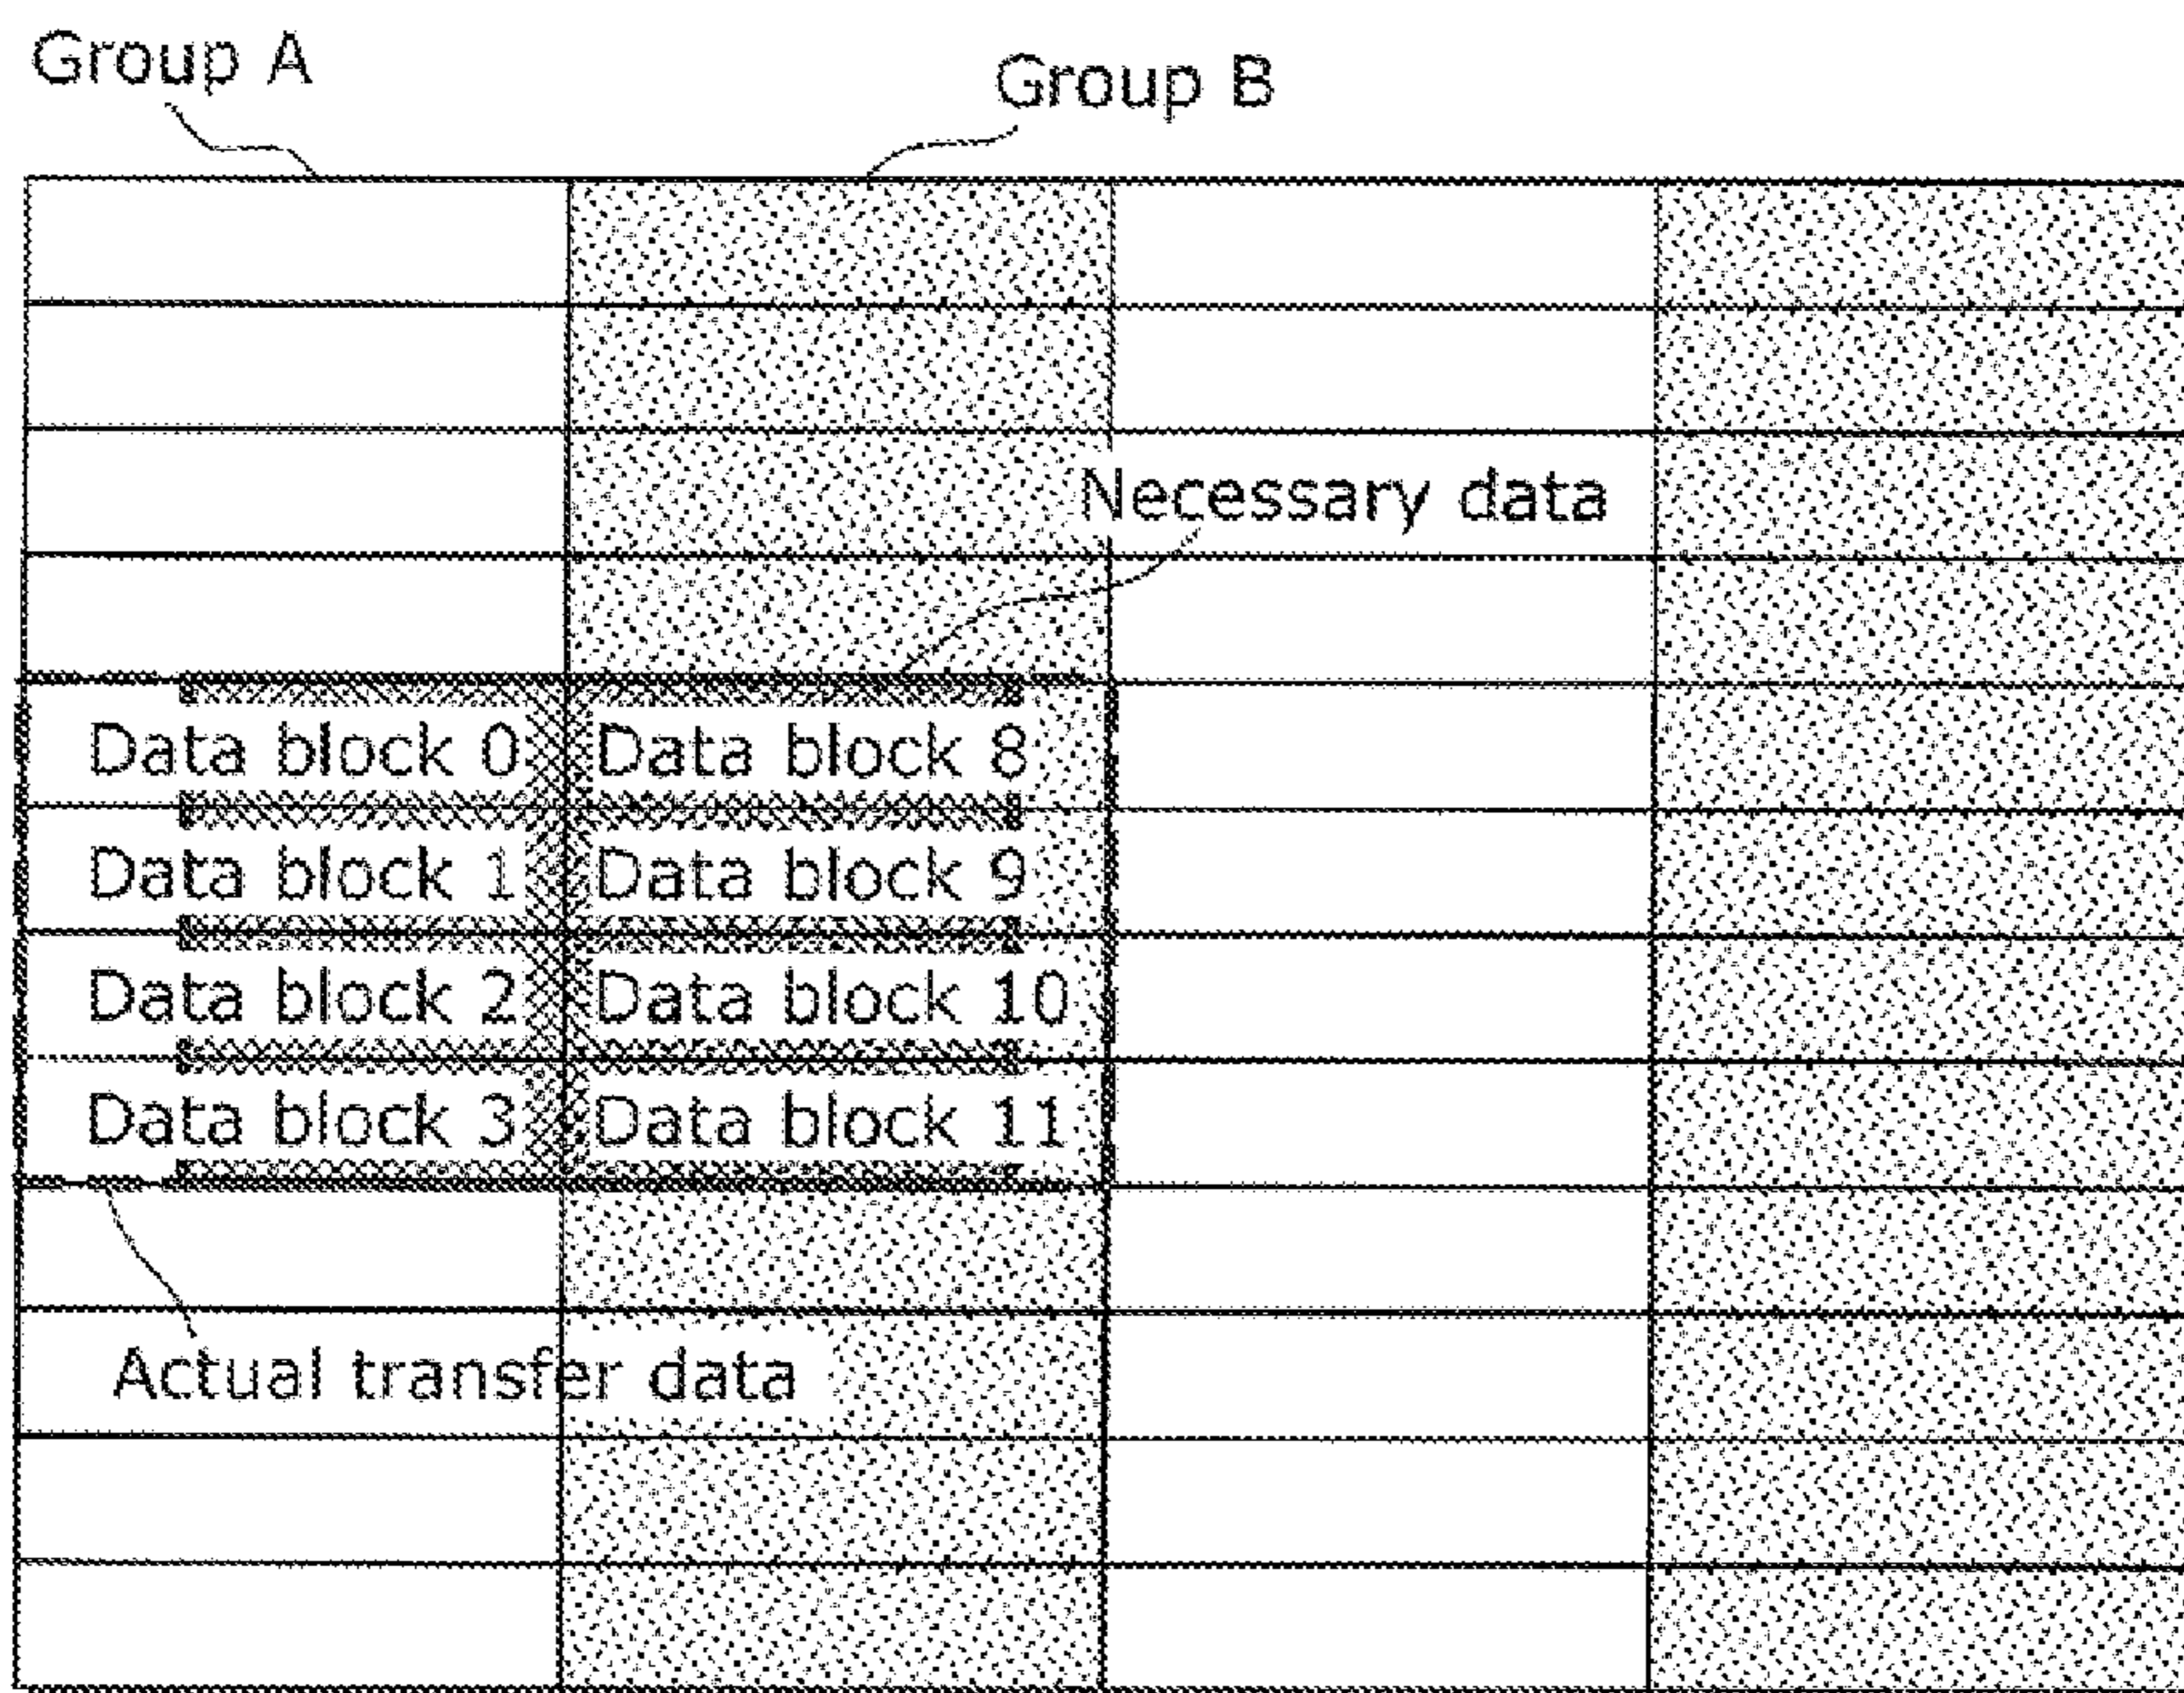 Group A
Group B
Necessary data
Data block 0
Data block 8
Data block 1
Data block 9
Data block 2
Data block 10
Data block 3
Data block 11
Actual transfer data